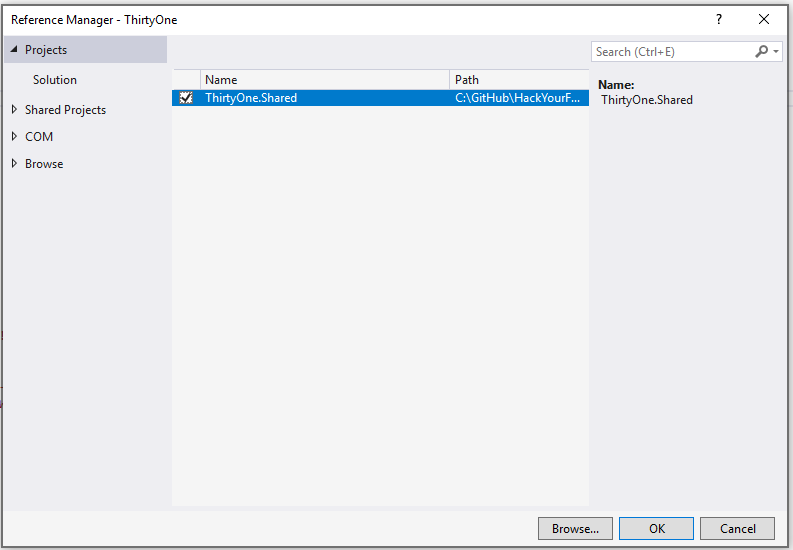 Reference Manager - ThirtyOne
?
Projects
Solution
Shared Projects
COM
Browse
Name Path
ThirtyOne.Shared C:\GitHub\HackYourF...
Search (Ctrl+E)
Name:
ThirtyOne.Shared
Browse... OK Cancel